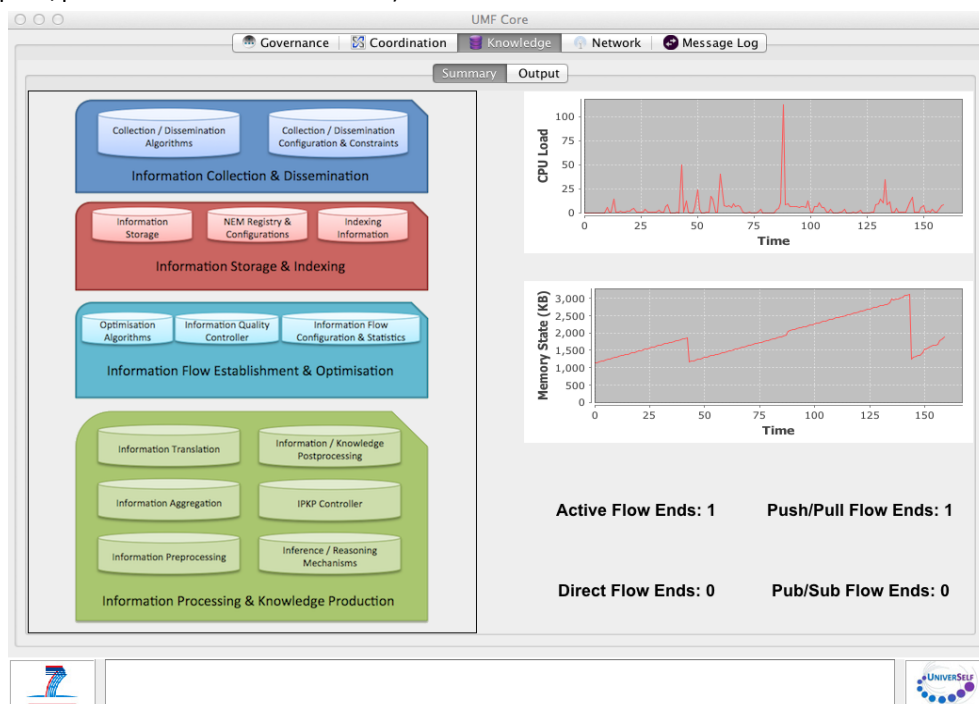 UMF Core
Governance
Coordination
Knowledge
Network
Message Log
Summary
Output
Collection / Dissemination
Algorithms
Collection / Dissemination
Configuration & Constraints
Information Collection & Dissemination
Information
Storage
NEM Registry &
Configurations
Indexing
Information
Information Storage & Indexing
Optimisation
Algorithms
Information Quality
Controller
Information Flow
Configuration & Statistics
Information Flow Establishment & Optimisation
Information Translation
Information / Knowledge
Postprocessing
Information Aggregation
IPKP Controller
Information Preprocessing
Inference / Reasoning
Mechanisms
Information Processing & Knowledge Production
CPU Load
100
75
50
25
0
0 25 50 75 100 125 150
Time
Memory State (KB)
3,000
2,500
2,000
1,500
1,000
500
0
0 25 50 75 100 125 150
Time
Active Flow Ends: 1
Push/Pull Flow Ends: 1
Direct Flow Ends: 0
Pub/Sub Flow Ends: 0
UNIVERSELF